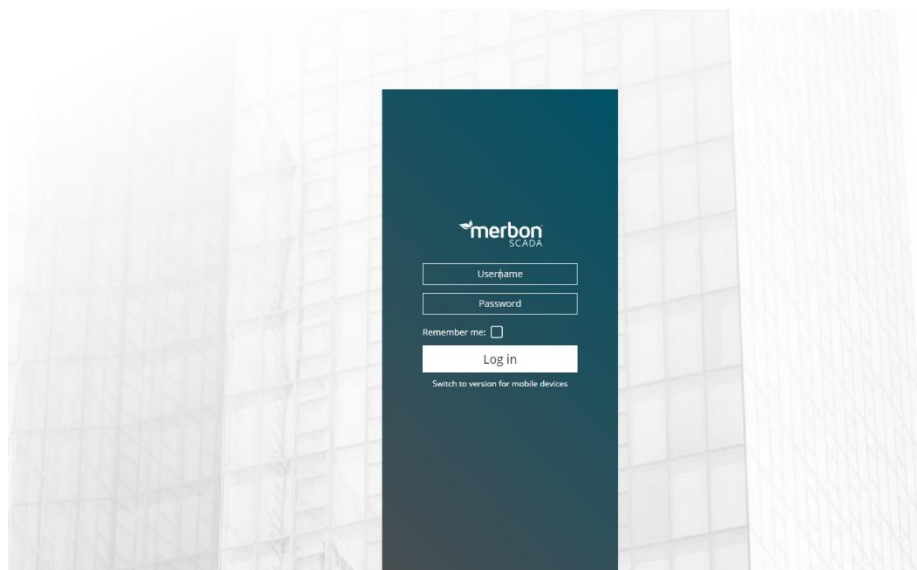 merbon
SCADA
Username
Password
Remember me:
Log in
Switch to version for mobile devices